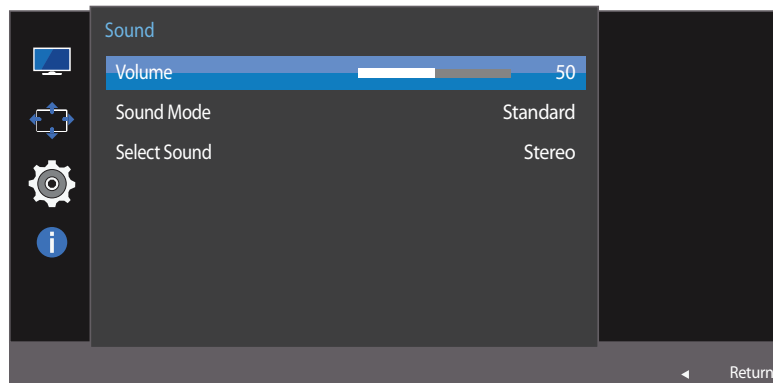 Sound
Volume 50
Sound Mode Standard
Select Sound Stereo
Return